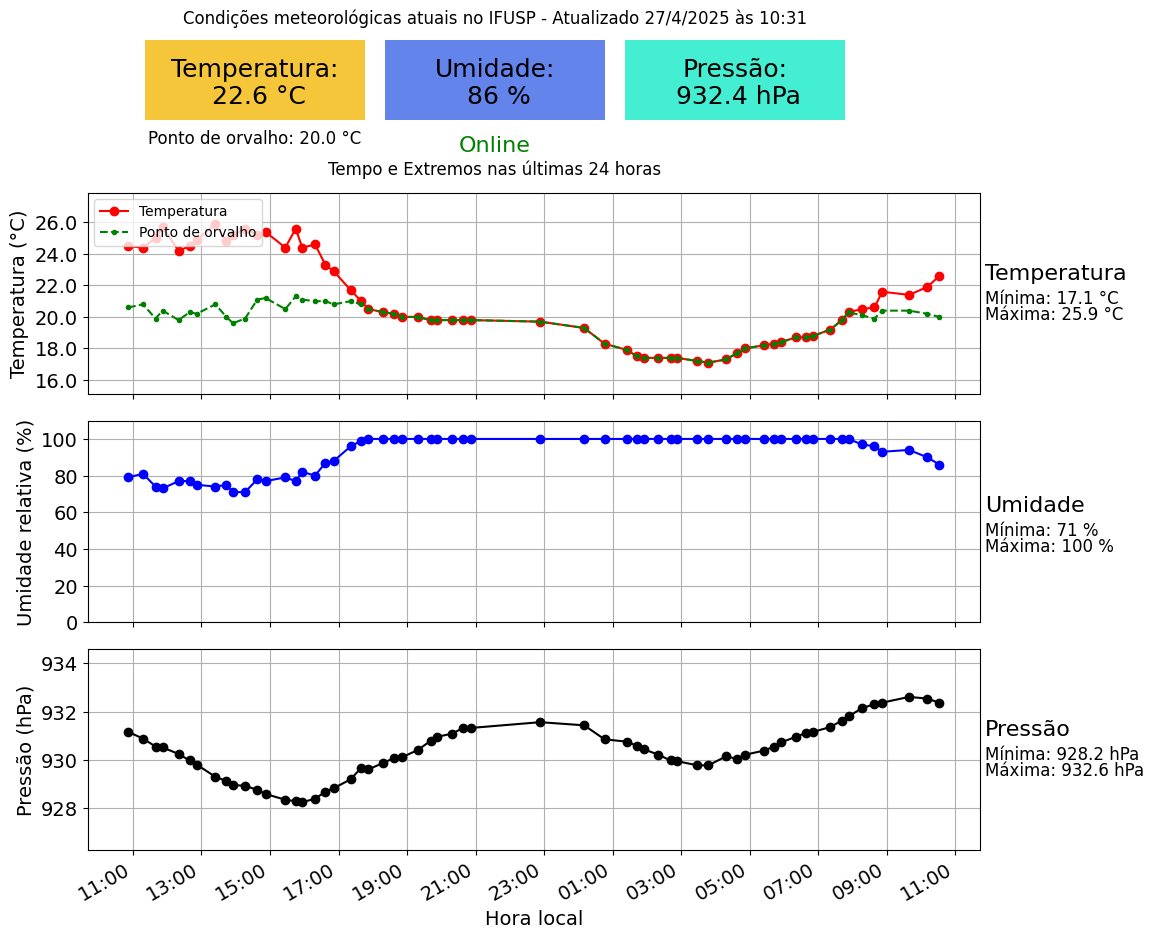 Condições meteorológicas atuais no IFUSP - Atualizado 27/4/2025 às 10:31
Temperatura:
22.6 °C
Umidade:
86 %
Pressão:
932.4 hPa
Ponto de orvalho: 20.0 °C
Online
Tempo e Extremos nas últimas 24 horas
Temperatura (°C)
26.0
24.0
22.0
20.0
18.0
16.0
Temperatura
Ponto de orvalho
Temperatura
Mínima: 17.1 °C
Máxima: 25.9 °C
Umidade relativa (%)
100
80
60
40
20
0
Umidade
Mínima: 71 %
Máxima: 100 %
Pressão (hPa)
934
932
930
928
Pressão
Mínima: 928.2 hPa
Máxima: 932.6 hPa
11:00 13:00 15:00 17:00 19:00 21:00 23:00 01:00 03:00 05:00 07:00 09:00 11:00
Hora local